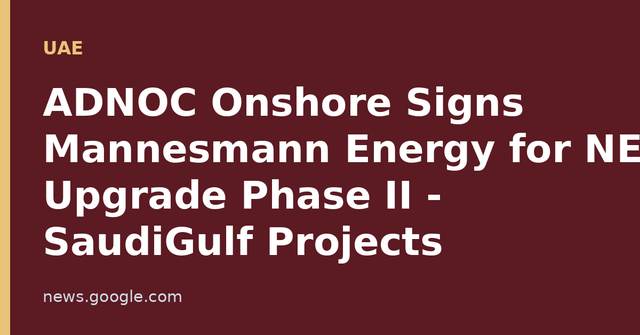 UAE
ADNOC Onshore Signs
Mannesmann Energy for NE
Upgrade Phase II -
SaudiGulf Projects
news.google.com